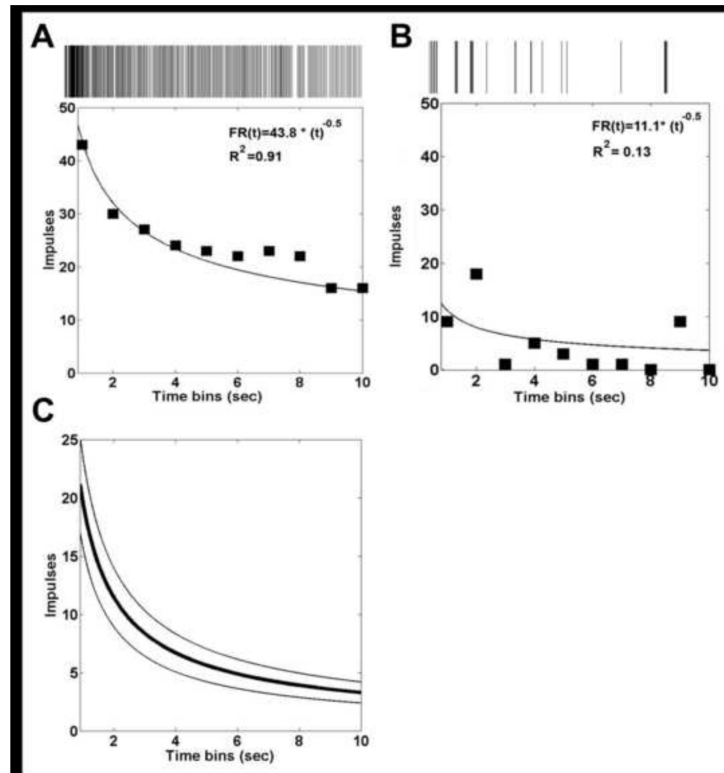 A
B
50
40
30
20
10
0
Impulses
FR(t)=43.8 * (t)^-0.5
R^2=0.91
2
4
6
8
10
Time bins (sec)
50
40
30
20
10
0
Impulses
FR(t)=11.1* (t)^-0.5
R^2= 0.13
2
4
6
8
10
Time bins (sec)
C
25
20
15
10
5
0
Impulses
2
4
6
8
10
Time bins (sec)